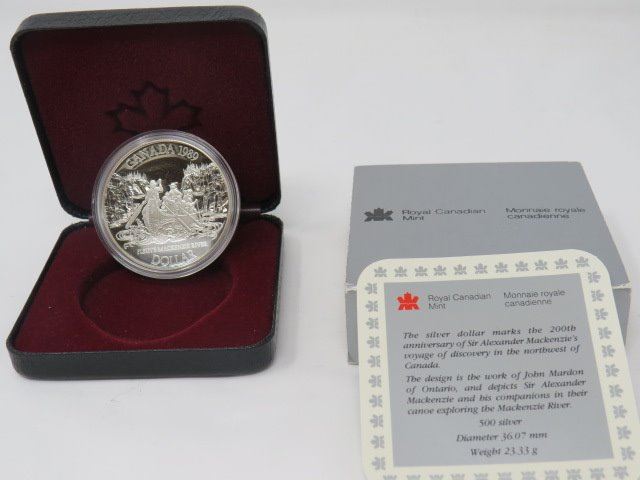 CANADA 1989
FLEUVE MACKENZIE RIVER
DOLLAR
Royal Canadian Mint
Monnaie royale canadienne
Royal Canadian Mint
Monnaie royale canadienne
The silver dollar marks the 200th
anniversary of Sir Alexander Mackenzie's
voyage of discovery in the northwest of
Canada.
The design is the work of John Mardon
of Ontario, and depicts Sir Alexander
Mackenzie and his companions in their
canoe exploring the Mackenzie River.
500 silver
Diameter 36.07 mm
Weight 23.33 g